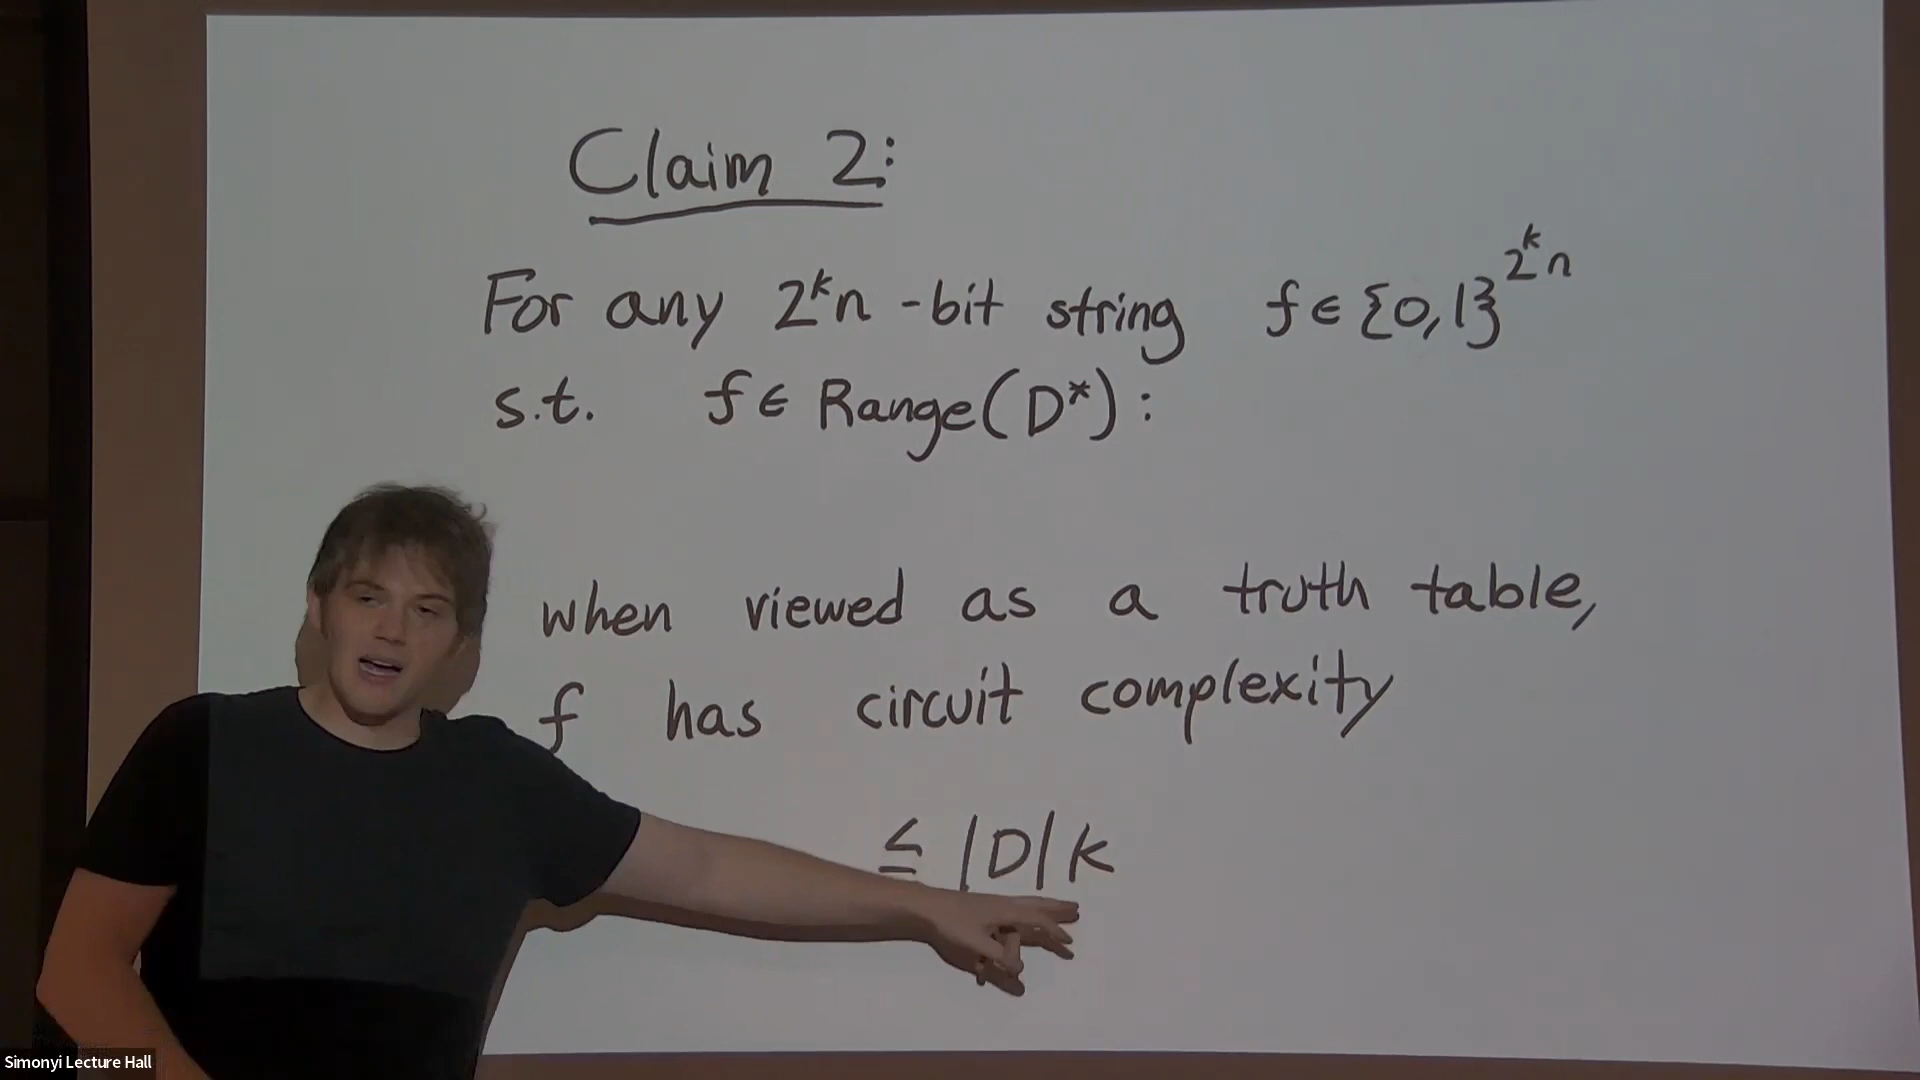 Claim 2:
For any 2^k n-bit string f ∈ {0,1}^{2^k n}
s.t. f ∈ Range(D*):
when viewed as a truth table,
f has circuit complexity
≤ |D| k
Simonyi Lecture Hall